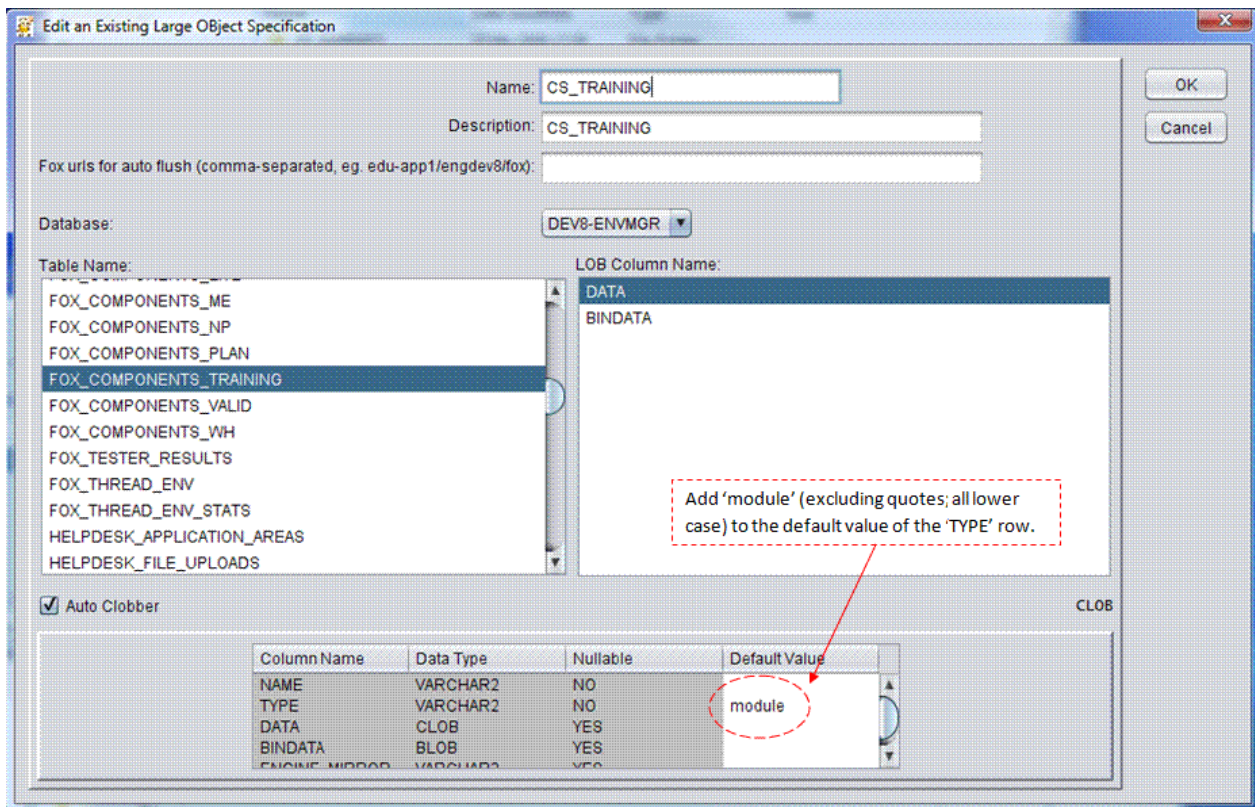 Edit an Existing Large OBject Specification
Name: CS_TRAINING
OK
Description: CS_TRAINING
Cancel
Fox urls for auto flush (comma-separated, eg. edu-app1/engdev8/fox):
Database: DEV8-ENVMGR
Table Name:
LOB Column Name:
FOX_COMPONENTS_ME
FOX_COMPONENTS_NP
FOX_COMPONENTS_PLAN
FOX_COMPONENTS_TRAINING
FOX_COMPONENTS_VALID
FOX_COMPONENTS_WH
FOX_TESTER_RESULTS
FOX_THREAD_ENV
FOX_THREAD_ENV_STATS
HELPDESK_APPLICATION_AREAS
HELPDESK_FILE_UPLOADS
DATA
BINDATA
Add ‘module’ (excluding quotes; all lower
case) to the default value of the ‘TYPE’ row.
Auto Clobber
CLOB
Column Name Data Type Nullable Default Value
NAME VARCHAR2 NO
TYPE VARCHAR2 NO module
DATA CLOB YES
BINDATA BLOB YES
ENGINE_MIRROR VARCHAR2 YES